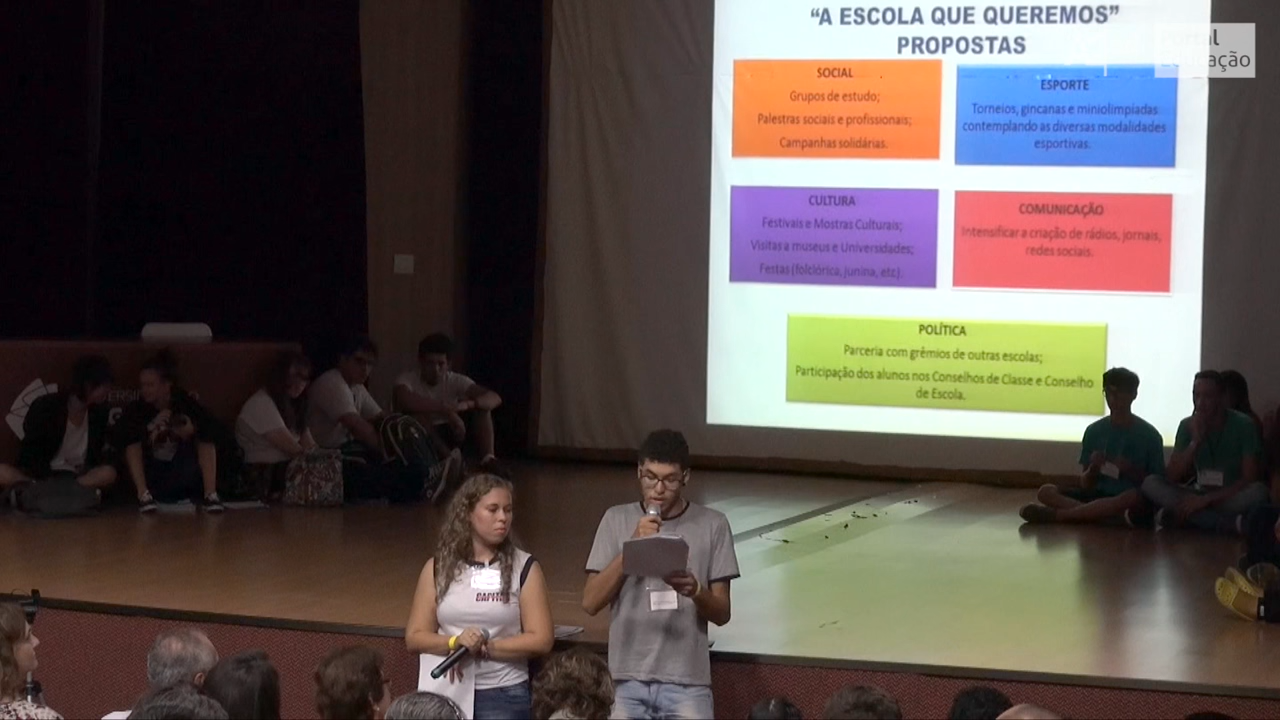 “A ESCOLA QUE QUEREMOS”
PROPOSTAS
Portal
Educação
SOCIAL
Grupos de estudo;
Palestras sociais e profissionais;
Campanhas solidárias.
ESPORTE
Torneios, gincanas e miniolimpíadas
contemplando as diversas modalidades
esportivas.
CULTURA
Festivais e Mostras Culturais;
Visitas a museus e Universidades;
Festas (folclórica, junina, etc).
COMUNICAÇÃO
Intensificar a criação de rádios, jornais,
redes sociais.
POLÍTICA
Parceria com grêmios de outras escolas;
Participação dos alunos nos Conselhos de Classe e Conselho
de Escola.